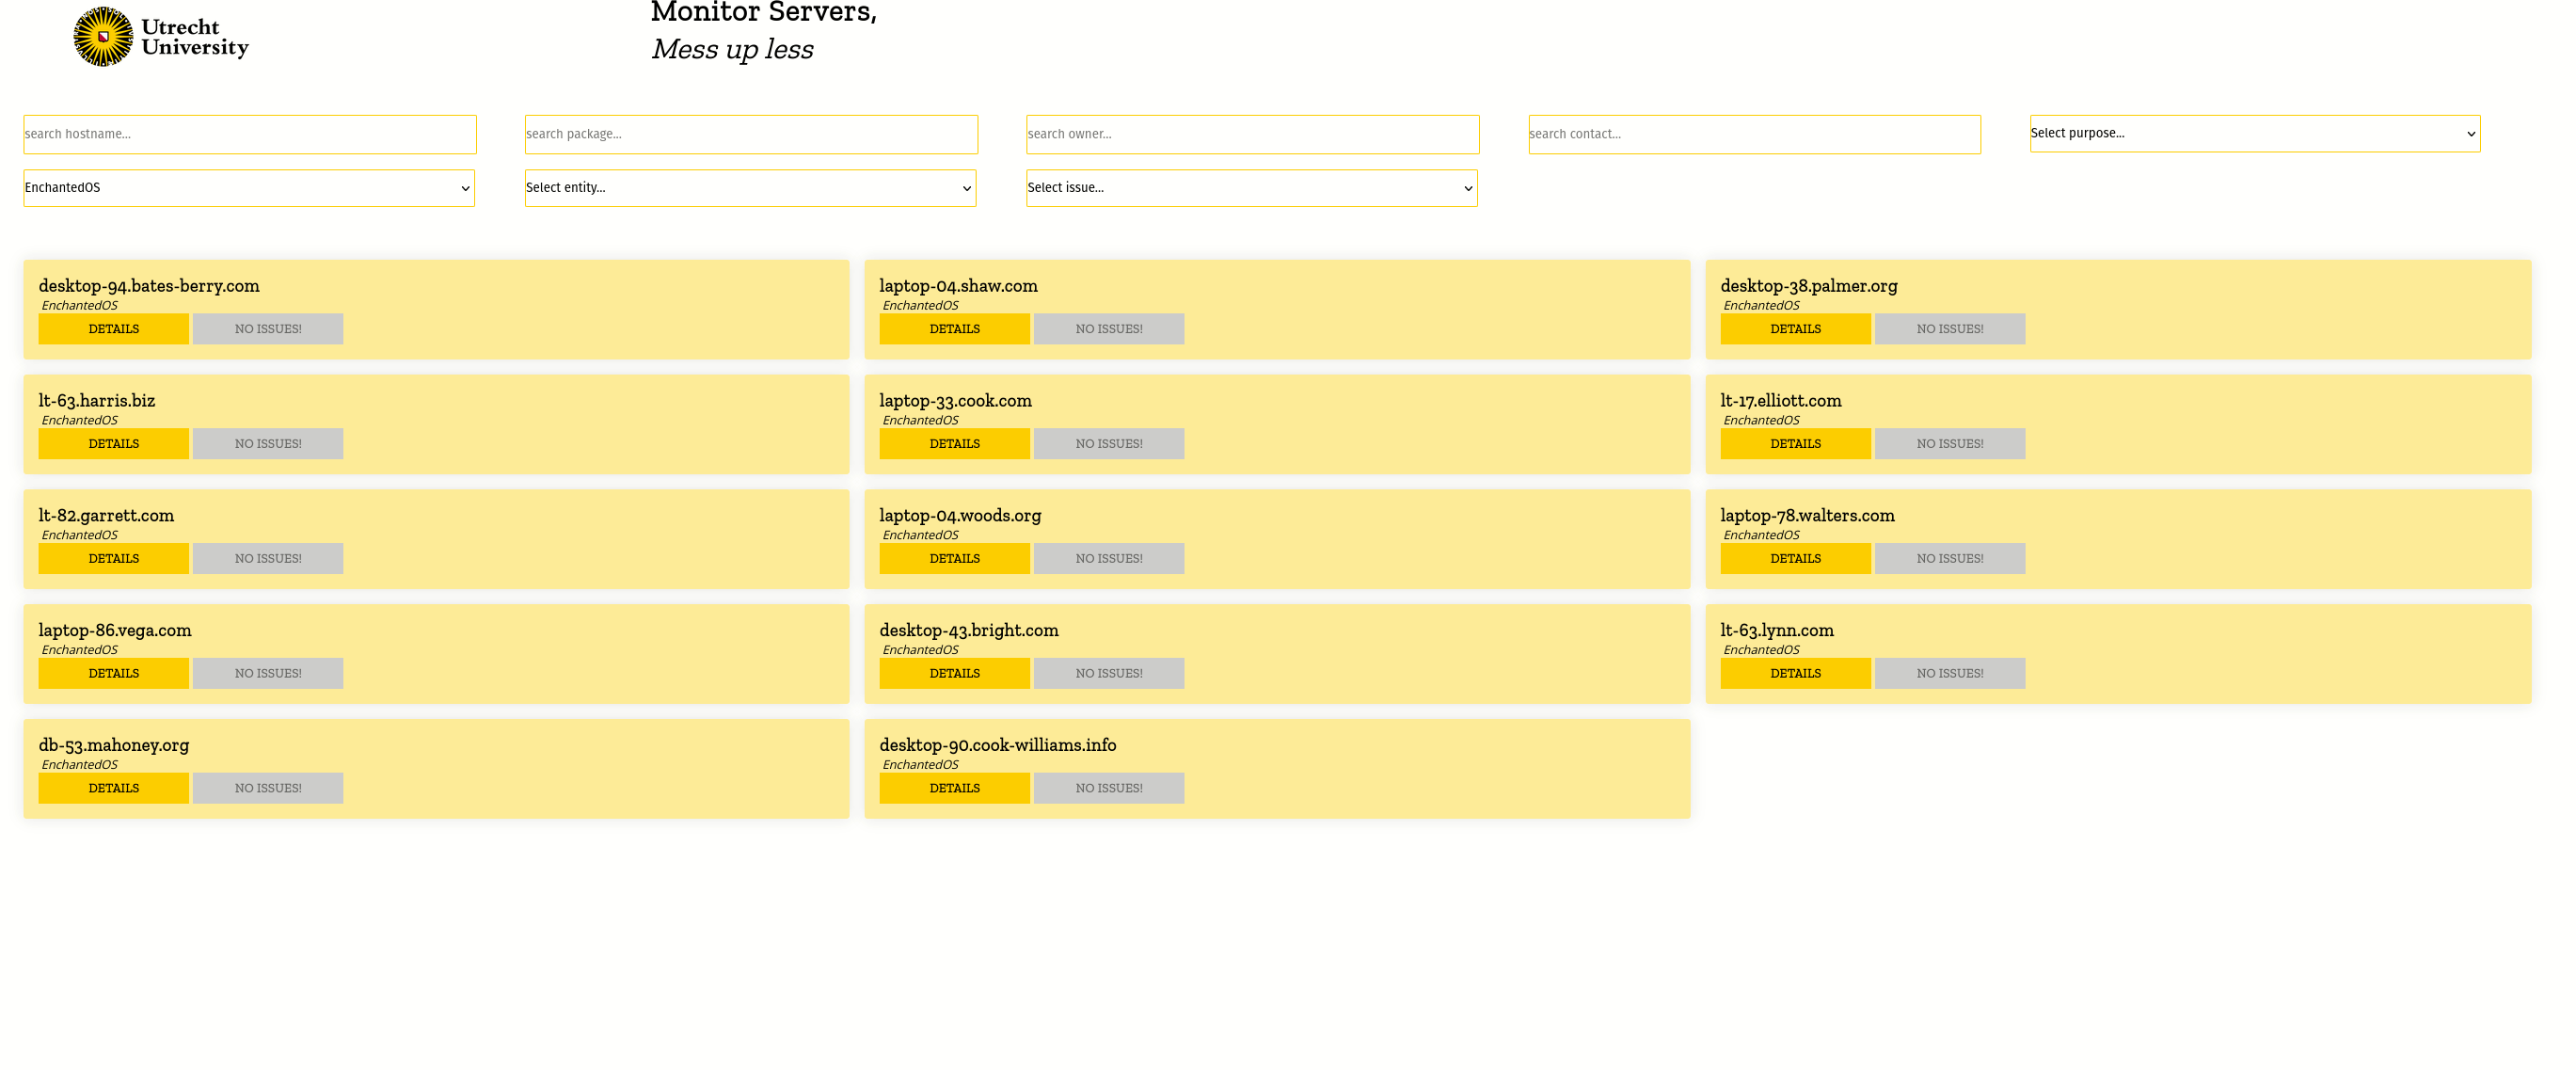 Utrecht
University
Monitor Servers,
Mess up less
search hostname...
search package...
search owner...
search contact...
Select purpose...
EnchantedOS
Select entity...
Select issue...
desktop-94.bates-berry.com
EnchantedOS
DETAILS
NO ISSUES!
laptop-04.shaw.com
EnchantedOS
DETAILS
NO ISSUES!
desktop-38.palmer.org
EnchantedOS
DETAILS
NO ISSUES!
lt-63.harris.biz
EnchantedOS
DETAILS
NO ISSUES!
laptop-33.cook.com
EnchantedOS
DETAILS
NO ISSUES!
lt-17.elliott.com
EnchantedOS
DETAILS
NO ISSUES!
lt-82.garrett.com
EnchantedOS
DETAILS
NO ISSUES!
laptop-04.woods.org
EnchantedOS
DETAILS
NO ISSUES!
laptop-78.walters.com
EnchantedOS
DETAILS
NO ISSUES!
laptop-86.vega.com
EnchantedOS
DETAILS
NO ISSUES!
desktop-43.bright.com
EnchantedOS
DETAILS
NO ISSUES!
lt-63.lynn.com
EnchantedOS
DETAILS
NO ISSUES!
db-53.mahoney.org
EnchantedOS
DETAILS
NO ISSUES!
desktop-90.cook-williams.info
EnchantedOS
DETAILS
NO ISSUES!